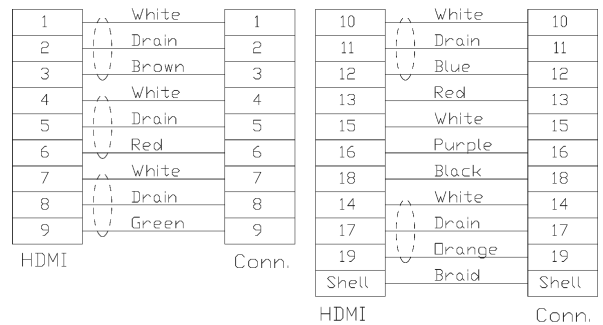 1 White 1
2 Drain 2
3 Brown 3
4 White 4
5 Drain 5
6 Red 6
7 White 7
8 Drain 8
9 Green 9
HDMI Conn.
10 White 10
11 Drain 11
12 Blue 12
13 Red 13
15 White 15
16 Purple 16
18 Black 18
14 White 14
17 Drain 17
19 Orange 19
Shell Braid Shell
HDMI Conn.